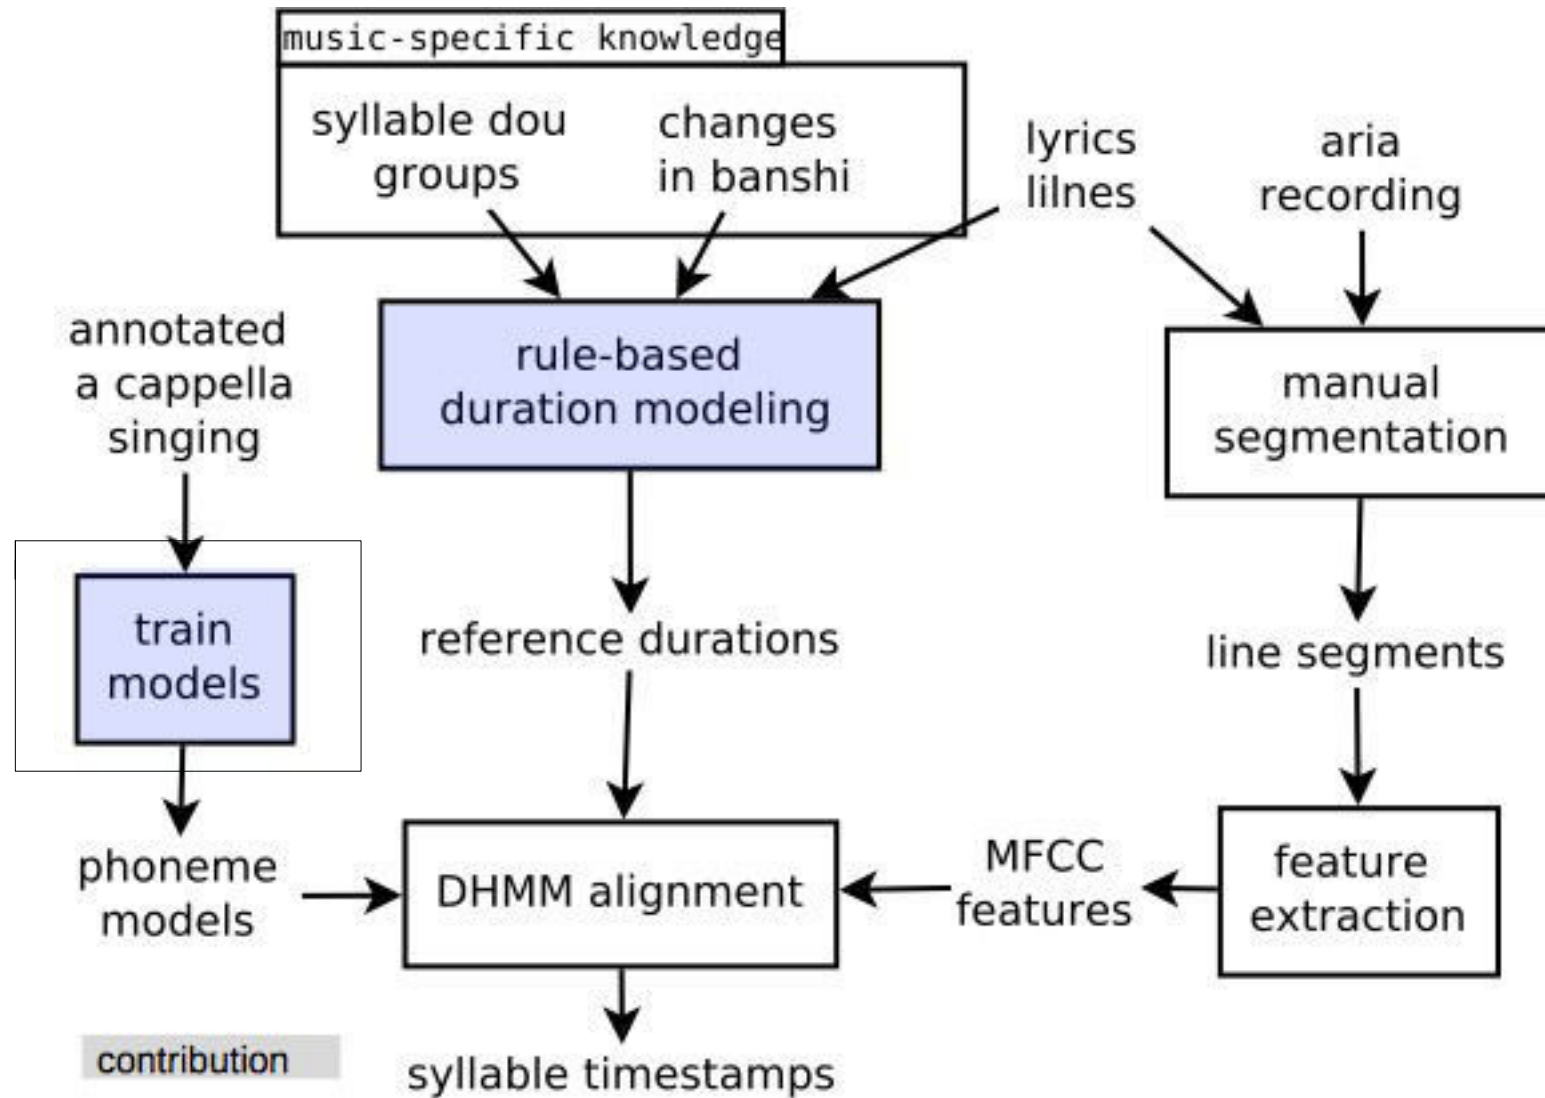 music-specific knowledge
syllable dou
groups
changes
in banshi
lyrics
lilnes
aria
recording
annotated
a cappella
singing
rule-based
duration modeling
manual
segmentation
train
models
reference durations
line segments
phoneme
models
DHMM alignment
MFCC
features
feature
extraction
contribution
syllable timestamps